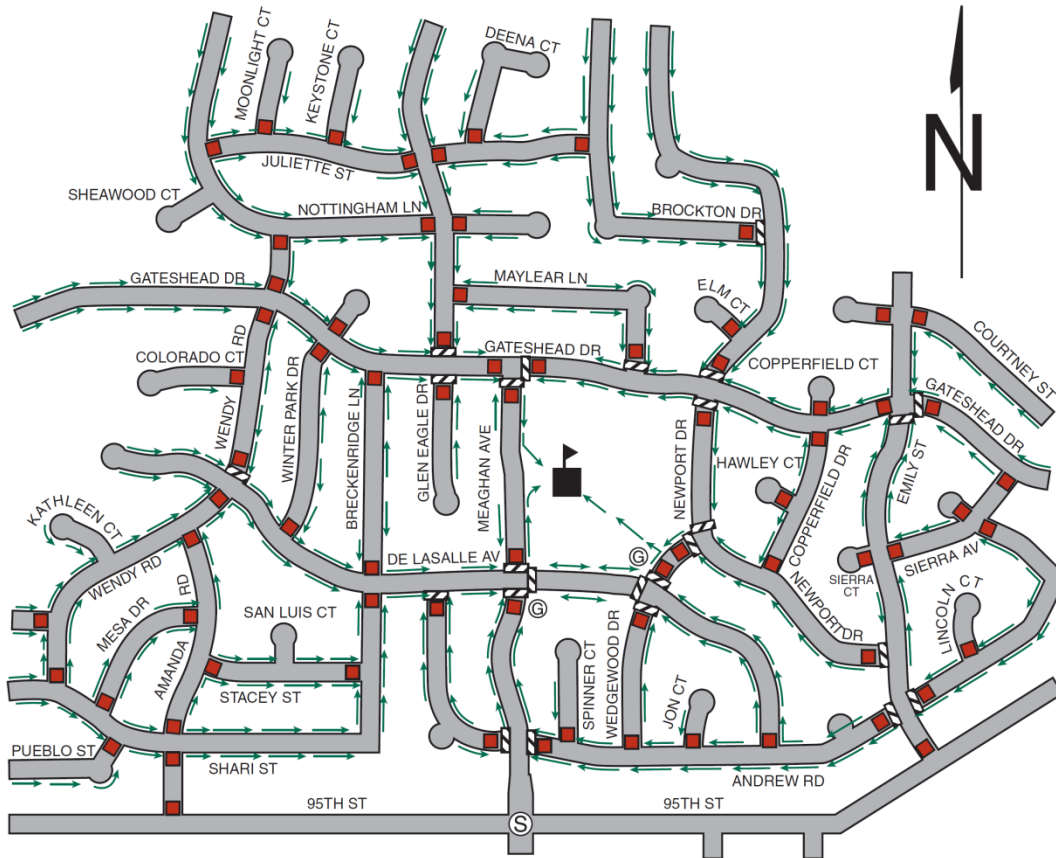 MOONLIGHT CT
KEYSTONE CT
DEENA CT
N
JULIETTE ST
SHEAWOOD CT
NOTTINGHAM LN
BROCKTON DR
GATESHEAD DR
MAYLEAR LN
ELM CT
COURTNEY ST
COLORADO CT
WENDY RD
WINTER PARK DR
GATESHEAD DR
COPPERFIELD CT
GATESHEAD DR
BRECKENRIDGE LN
GLEN EAGLE DR
MEAGHAN AVE
NEWPORT DR
HAWLEY CT
COPPERFIELD DR
EMILY ST
KATHLEEN CT
WENDY RD
DE LASALLE AV
G
SIERRA
CT
SIERRA AV
MESA DR
AMANDA RD
SAN LUIS CT
G
NEWPORT DR
LINCOLN CT
STACEY ST
SPINNER CT
WEDGEWOOD DR
JON CT
PUEBLO ST
SHARI ST
ANDREW RD
95TH ST
95TH ST
S